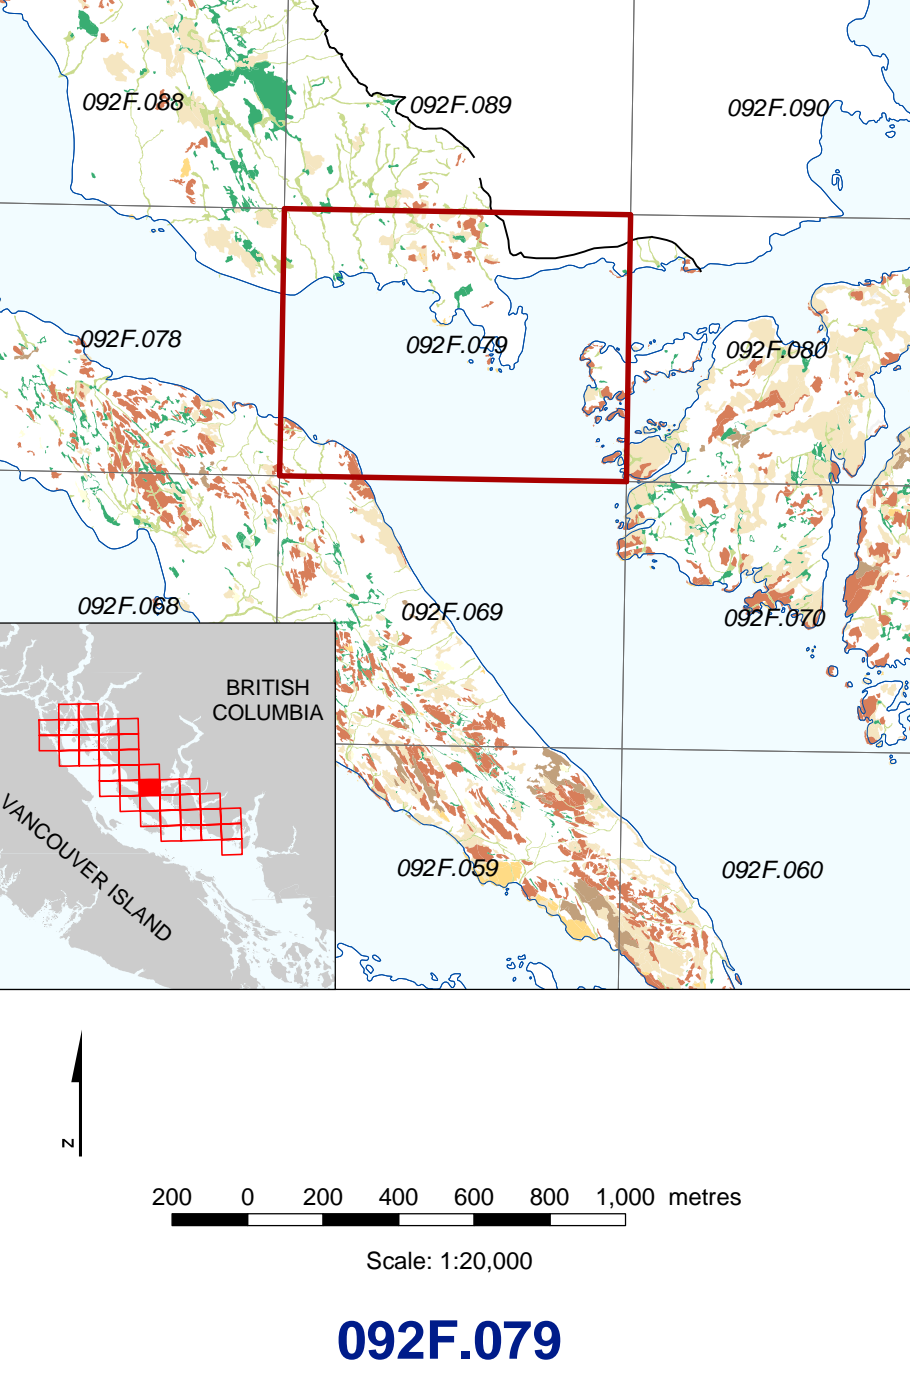 092F.088
092F.089
092F.090
092F.078
092F.079
092F.080
092F.068
092F.069
092F.070
BRITISH
COLUMBIA
VANCOUVER ISLAND
092F.059
092F.060
N
200 0 200 400 600 800 1,000 metres
Scale: 1:20,000
092F.079